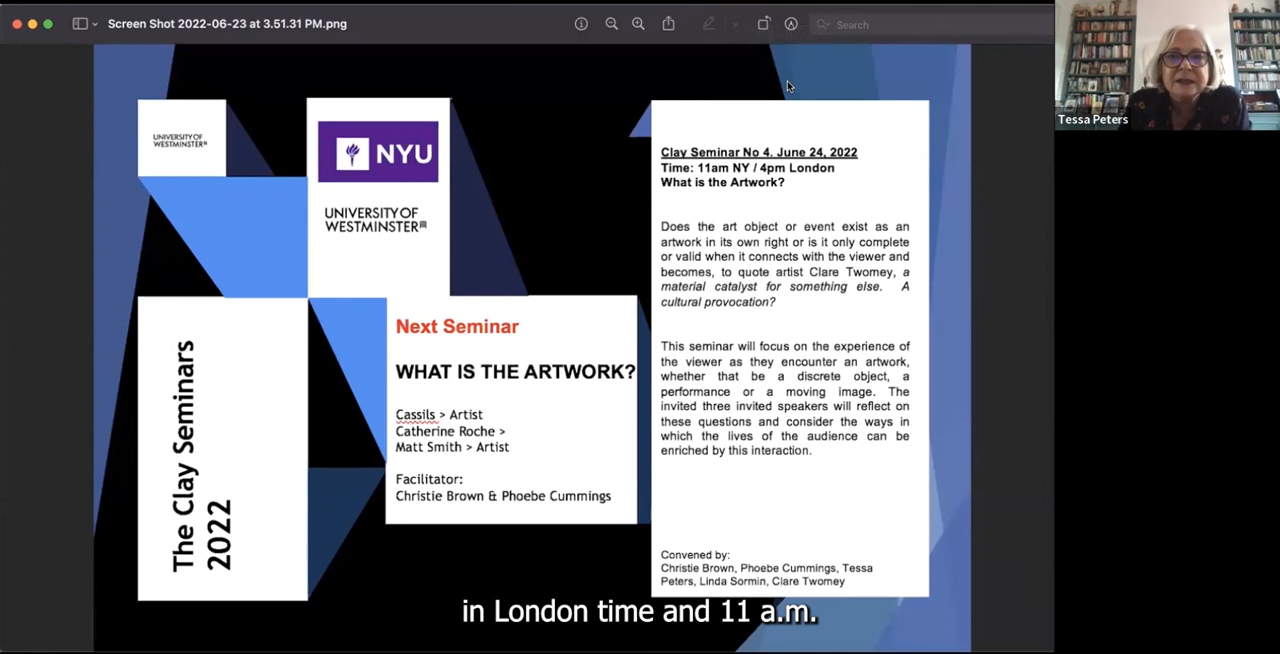 Screen Shot 2022-06-23 at 3.51.31 PM.png
Search
Tessa Peters
UNIVERSITY OF
WESTMINSTER
NYU
UNIVERSITY OF
WESTMINSTER
The Clay Seminars
2022
Next Seminar
WHAT IS THE ARTWORK?
Cassils > Artist
Catherine Roche >
Matt Smith > Artist
Facilitator:
Christie Brown & Phoebe Cummings
Clay Seminar No 4. June 24, 2022
Time: 11am NY / 4pm London
What is the Artwork?
Does the art object or event exist as an
artwork in its own right or is it only complete
or valid when it connects with the viewer and
becomes, to quote artist Clare Twomey, a
material catalyst for something else. A
cultural provocation?
This seminar will focus on the experience of
the viewer as they encounter an artwork,
whether that be a discrete object, a
performance or a moving image. The
invited three invited speakers will reflect on
these questions and consider the ways in
which the lives of the audience can be
enriched by this interaction.
Convened by:
Christie Brown, Phoebe Cummings, Tessa
Peters, Linda Sormin, Clare Twomey
in London time and 11 a.m.